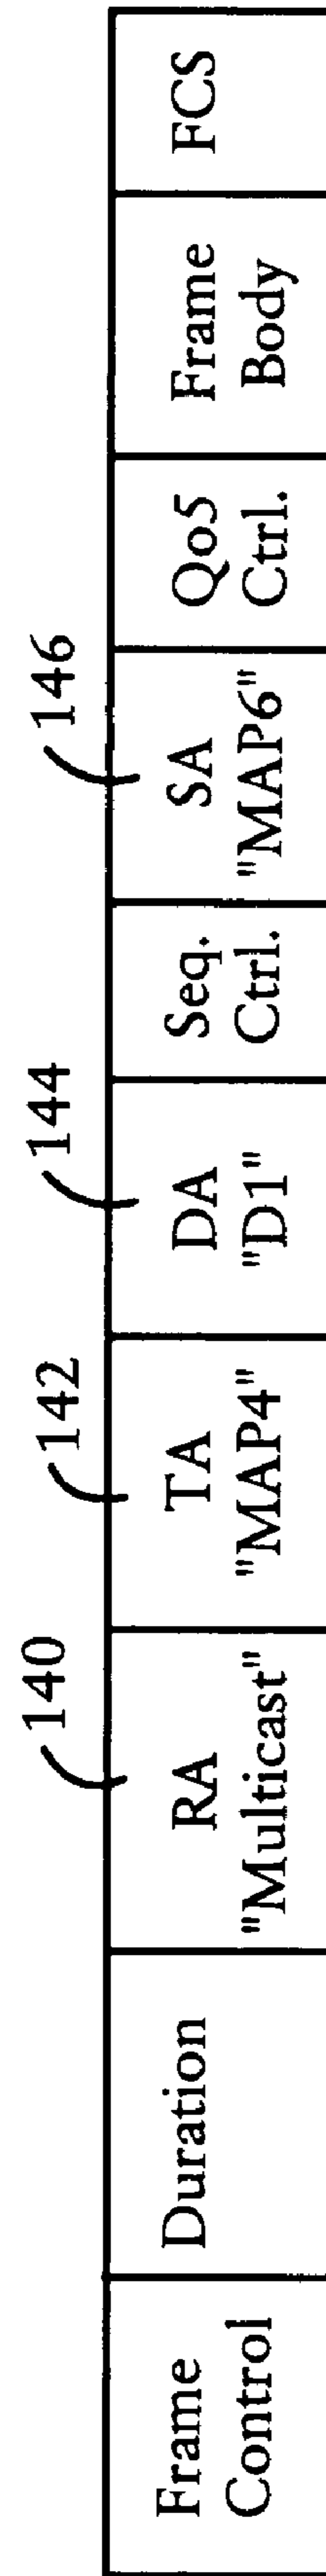 140
142
144
146
Frame
Control
Duration
RA
"Multicast"
TA
"MAP4"
DA
"D1"
Seq.
Ctrl.
SA
"MAP6"
QoS
Ctrl.
Frame
Body
FCS